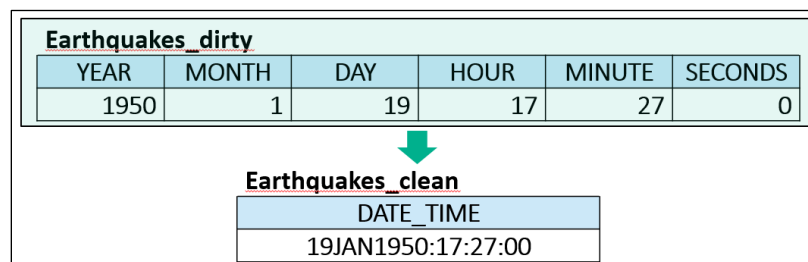 Earthquakes_dirty
YEAR MONTH DAY HOUR MINUTE SECONDS
1950 1 19 17 27 0
Earthquakes_clean
DATE_TIME
19JAN1950:17:27:00